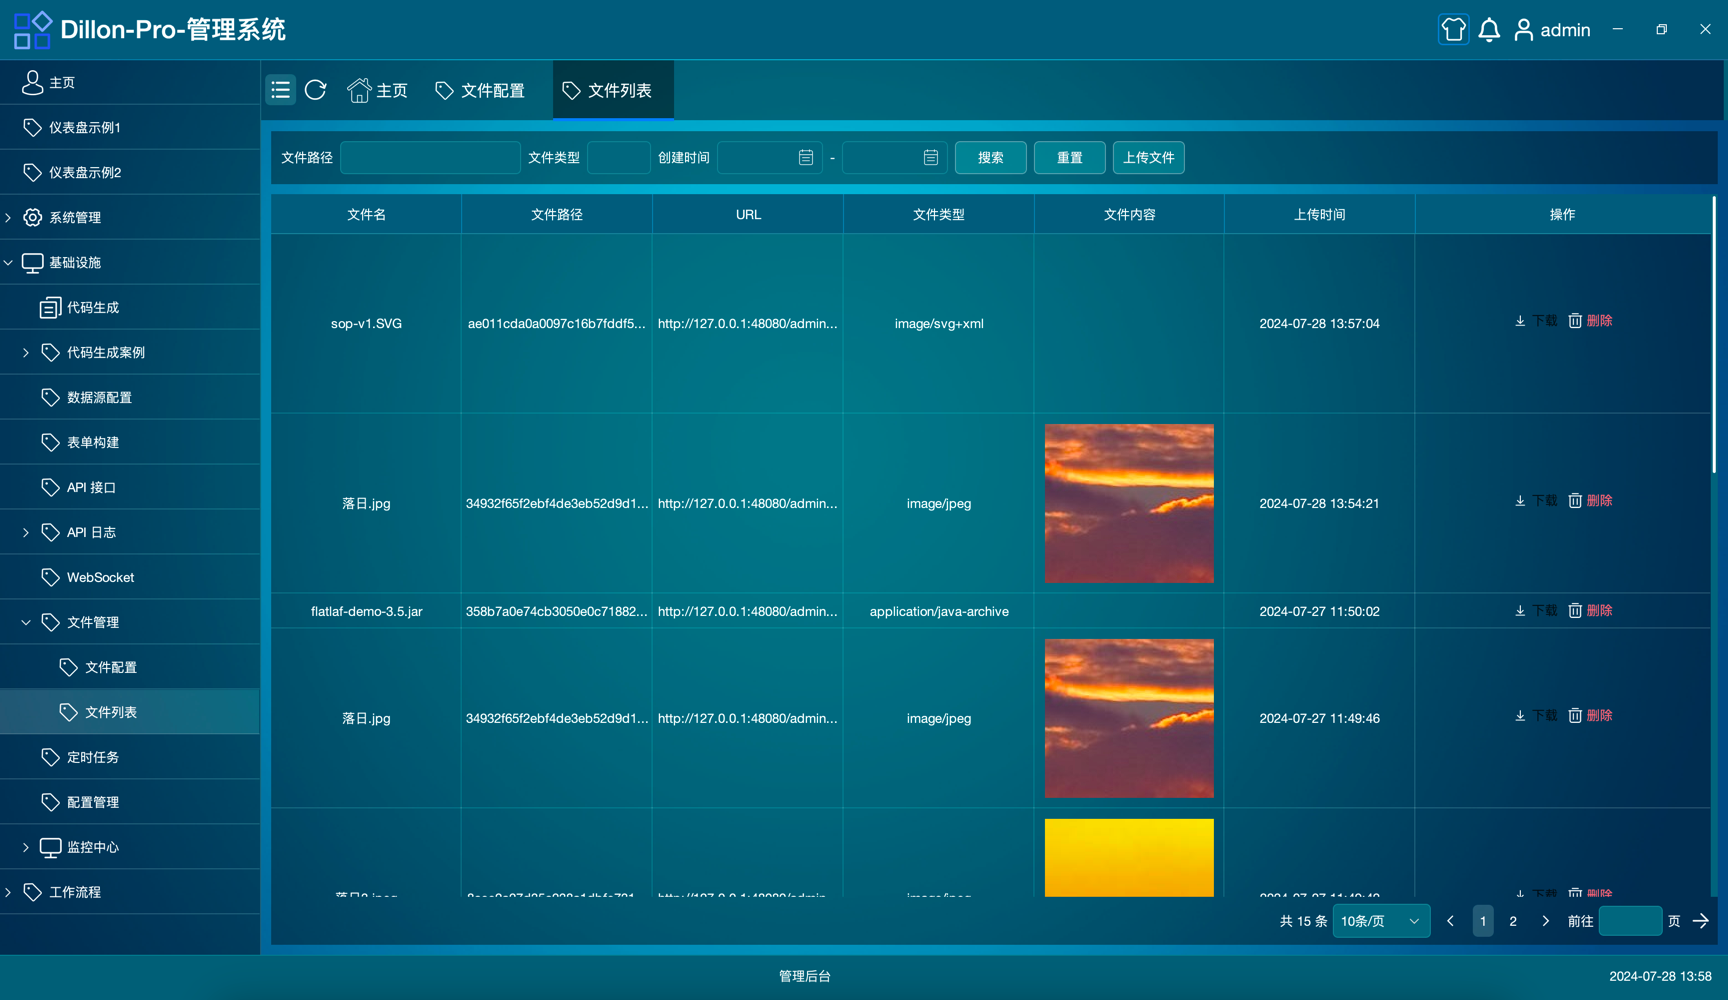 Dillon-Pro-管理系统
admin
主页
仪表盘示例1
仪表盘示例2
系统管理
基础设施
代码生成
代码生成案例
数据源配置
表单构建
API 接口
API 日志
WebSocket
文件管理
文件配置
文件列表
定时任务
配置管理
监控中心
工作流程
主页 文件配置 文件列表
文件路径 文件类型 创建时间 - 搜索 重置 上传文件
文件名 文件路径 URL 文件类型 文件内容 上传时间 操作
sop-v1.SVG ae011cda0a0097c16b7fddf5... http://127.0.0.1:48080/admin... image/svg+xml 2024-07-28 13:57:04 下载 删除
落日.jpg 34932f65f2ebf4de3eb52d9d1... http://127.0.0.1:48080/admin... image/jpeg 2024-07-28 13:54:21 下载 删除
flatlaf-demo-3.5.jar 358b7a0e74cb3050e0c71882... http://127.0.0.1:48080/admin... application/java-archive 2024-07-27 11:50:02 下载 删除
落日.jpg 34932f65f2ebf4de3eb52d9d1... http://127.0.0.1:48080/admin... image/jpeg 2024-07-27 11:49:46 下载 删除
http://127.0.0.1:48080/admin... image/jpeg 下载 删除
共 15 条 10条/页 1 2 前往 页
管理后台
2024-07-28 13:58